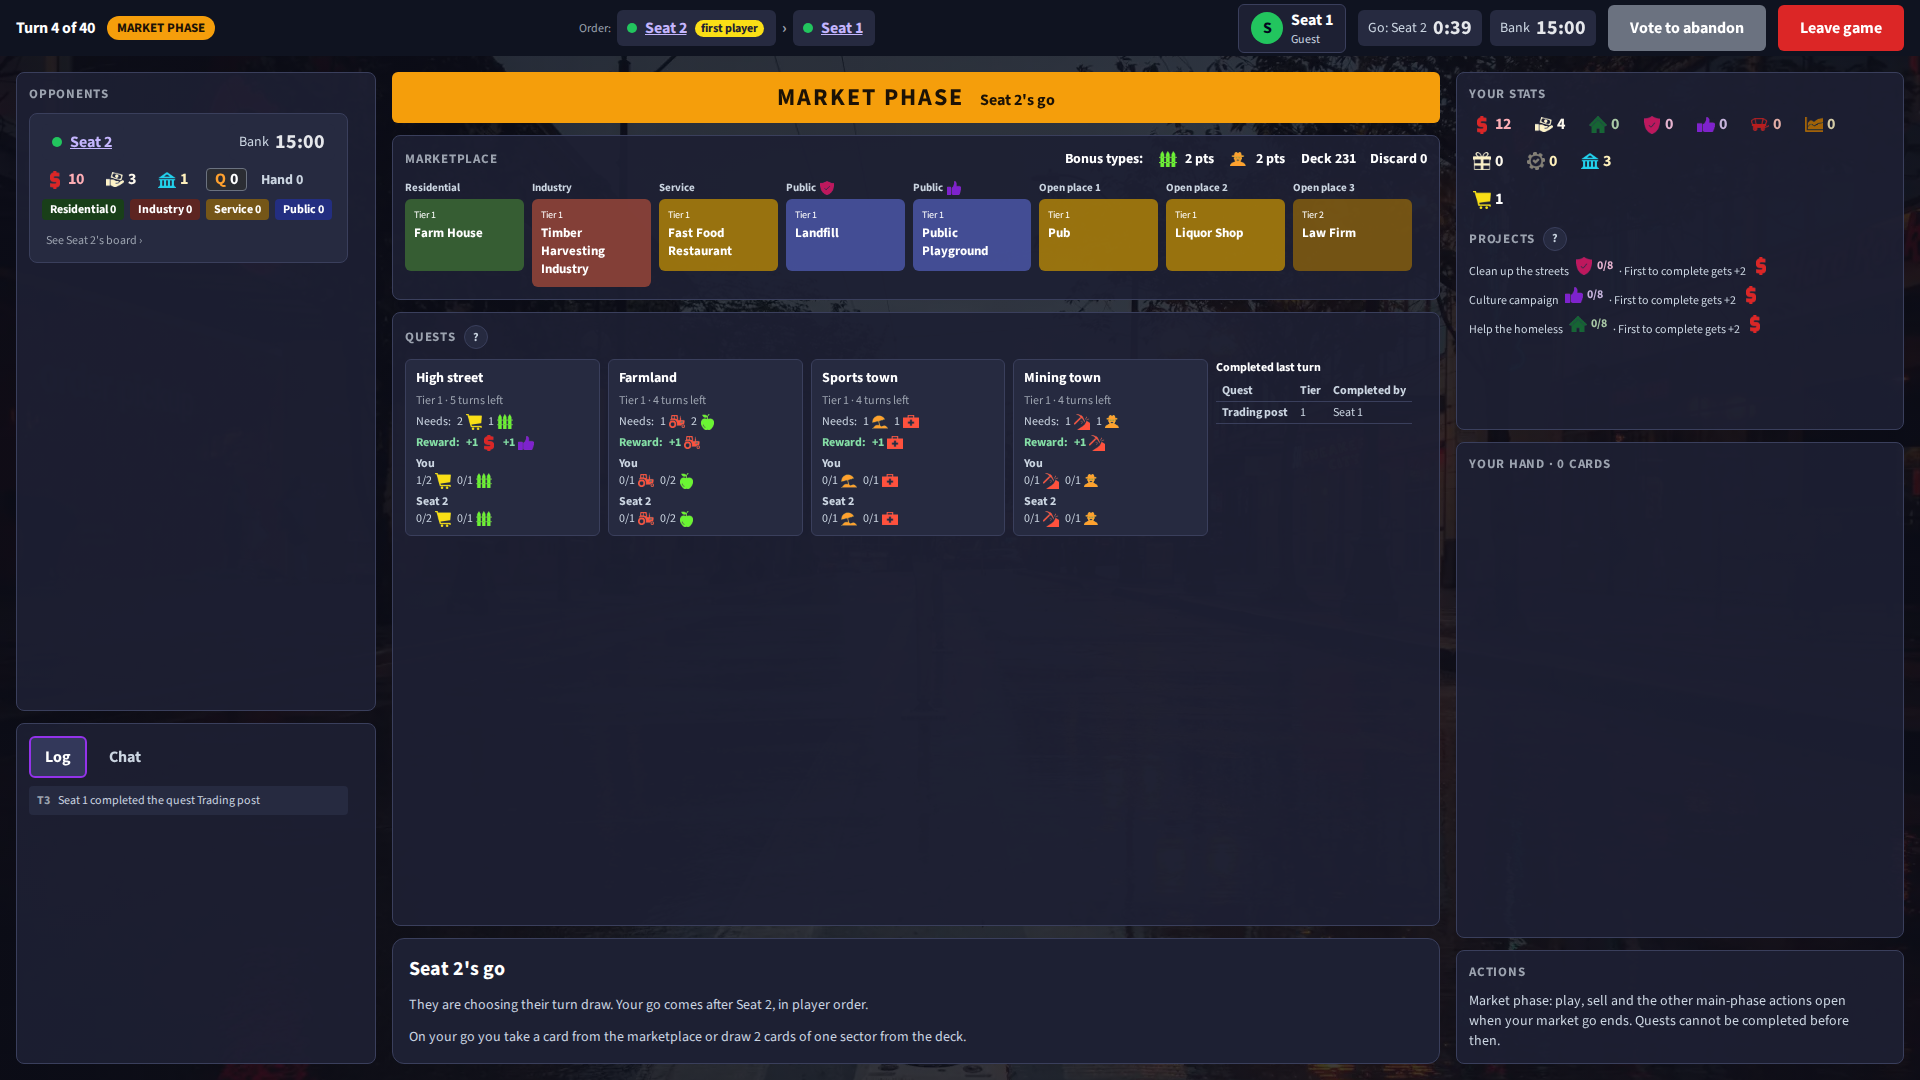 Turn 4 of 40
MARKET PHASE
Order:
Seat 2
first player
›
Seat 1
S
Seat 1
Guest
Go: Seat 2 0:39
Bank 15:00
Vote to abandon
Leave game
OPPONENTS
Seat 2
Bank 15:00
10
3
1
Q 0
Hand 0
Residential 0
Industry 0
Service 0
Public 0
See Seat 2's board ›
Log
Chat
T3 Seat 1 completed the quest Trading post
MARKET PHASE Seat 2's go
MARKETPLACE
Bonus types: 2 pts 2 pts Deck 231 Discard 0
Residential
Tier 1
Farm House
Industry
Tier 1
Timber
Harvesting
Industry
Service
Tier 1
Fast Food
Restaurant
Public
Tier 1
Landfill
Public
Tier 1
Public
Playground
Open place 1
Tier 1
Pub
Open place 2
Tier 1
Liquor Shop
Open place 3
Tier 2
Law Firm
QUESTS ?
High street
Tier 1 · 5 turns left
Needs: 2 1
Reward: +1 +1
You
1/2 0/1
Seat 2
0/2 0/1
Farmland
Tier 1 · 4 turns left
Needs: 1 2
Reward: +1
You
0/1 0/2
Seat 2
0/1 0/2
Sports town
Tier 1 · 4 turns left
Needs: 1 1
Reward: +1
You
0/1 0/1
Seat 2
0/1 0/1
Mining town
Tier 1 · 4 turns left
Needs: 1 1
Reward: +1
You
0/1 0/1
Seat 2
0/1 0/1
Completed last turn
Quest Tier Completed by
Trading post 1 Seat 1
Seat 2's go
They are choosing their turn draw. Your go comes after Seat 2, in player order.
On your go you take a card from the marketplace or draw 2 cards of one sector from the deck.
YOUR STATS
12 4 0 0 0 0 0
0 0 3
1
PROJECTS ?
Clean up the streets 0/8 · First to complete gets +2
Culture campaign 0/8 · First to complete gets +2
Help the homeless 0/8 · First to complete gets +2
YOUR HAND · 0 CARDS
ACTIONS
Market phase: play, sell and the other main-phase actions open
when your market go ends. Quests cannot be completed before
then.